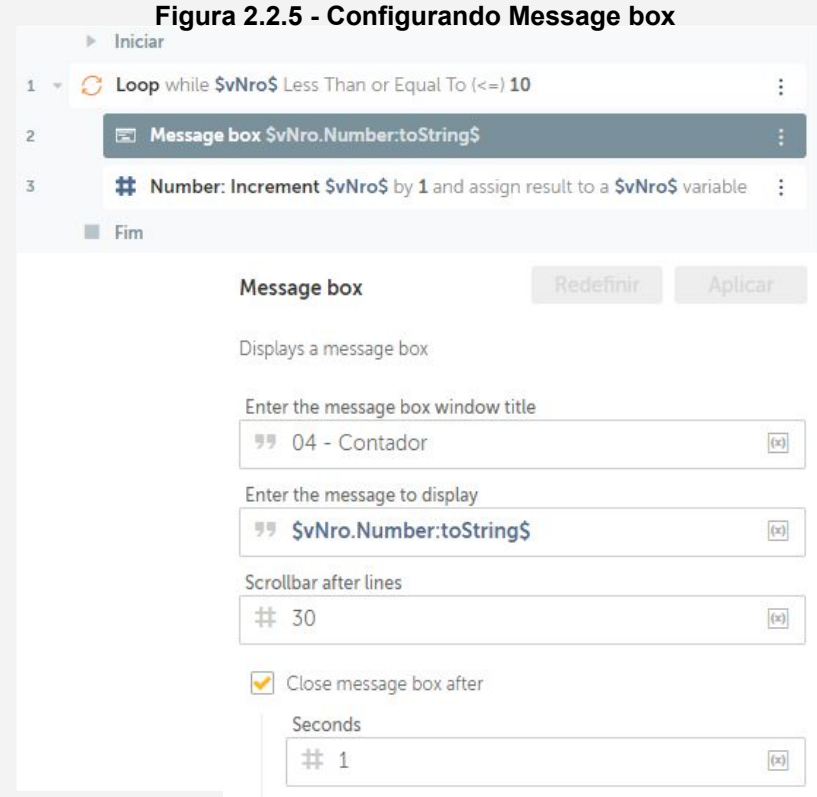 Figura 2.2.5 - Configurando Message box
Iniciar
1 Loop while $vNro$ Less Than or Equal To (<=) 10
2 Message box $vNro.Number:toString$
3 Number: Increment $vNro$ by 1 and assign result to a $vNro$ variable
Fim
Message box Redefinir Aplicar
Displays a message box
Enter the message box window title
04 - Contador (x)
Enter the message to display
$vNro.Number:toString$ (x)
Scrollbar after lines
30 (x)
Close message box after
Seconds
1 (x)